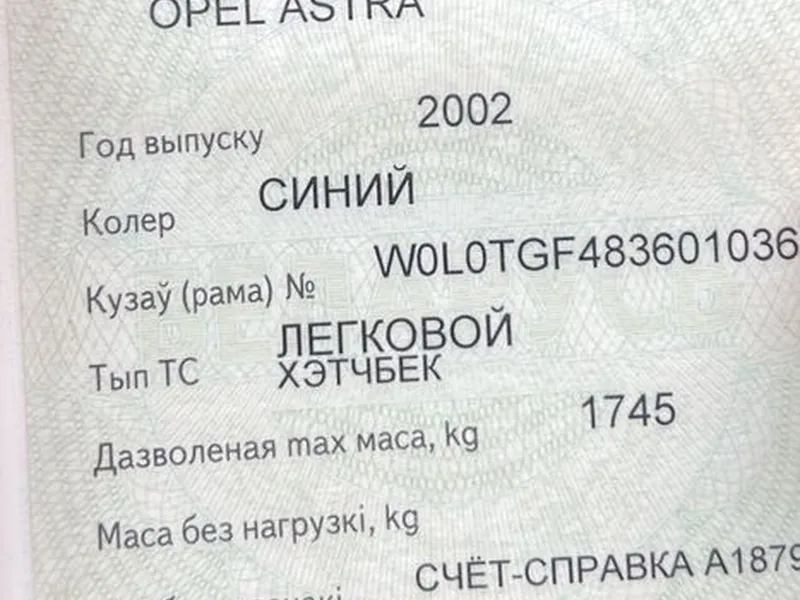 OPEL ASTRA
2002
Год выпуску
СИНИЙ
Колер
W0L0TGF483601036
Кузаў (рама) №
ЛЕГКОВОЙ
Тып ТС
ХЭТЧБЕК
1745
Дазволеная max маса, kg
Маса без нагрузкі, kg
СЧЁТ-СПРАВКА А1879